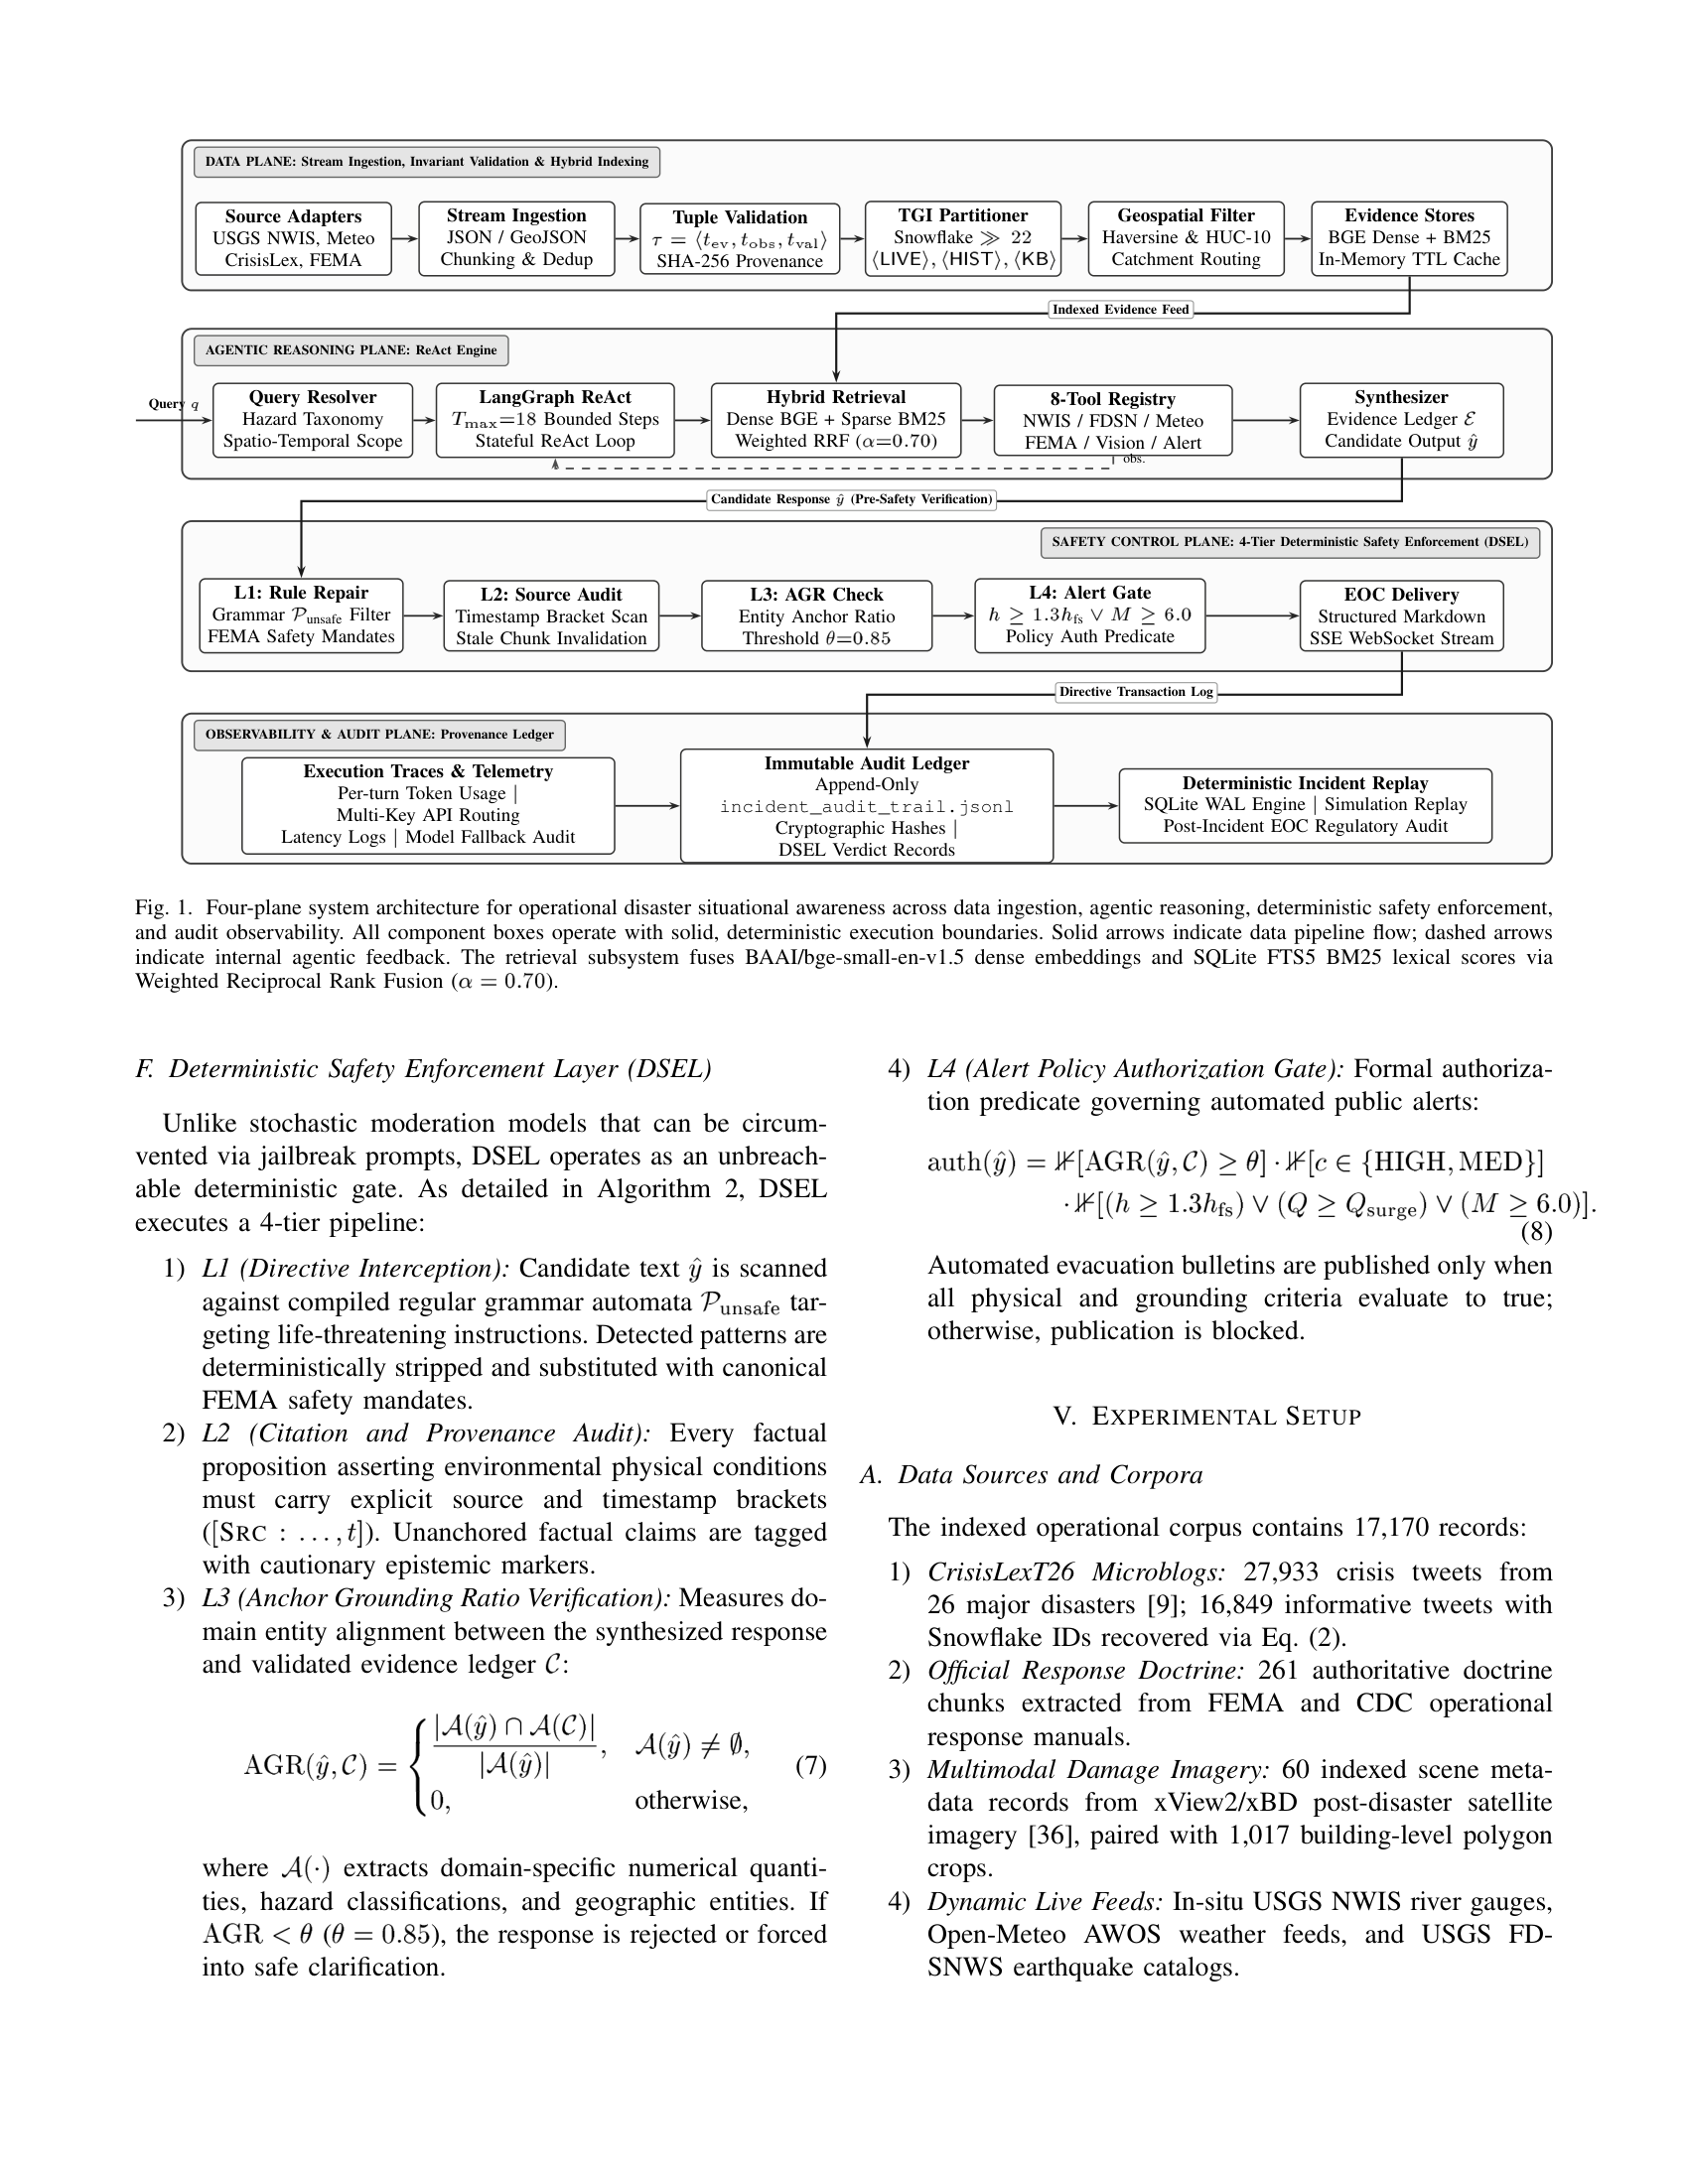 DATA PLANE: Stream Ingestion, Invariant Validation & Hybrid Indexing
Source Adapters
USGS NWIS, Meteo
CrisisLex, FEMA
Stream Ingestion
JSON / GeoJSON
Chunking & Dedup
Tuple Validation
τ = ⟨t_ev, t_obs, t_val⟩
SHA-256 Provenance
TGI Partitioner
Snowflake ≫ 22
⟨LIVE⟩, ⟨HIST⟩, ⟨KB⟩
Geospatial Filter
Haversine & HUC-10
Catchment Routing
Evidence Stores
BGE Dense + BM25
In-Memory TTL Cache
Indexed Evidence Feed
AGENTIC REASONING PLANE: ReAct Engine
Query q
Query Resolver
Hazard Taxonomy
Spatio-Temporal Scope
LangGraph ReAct
T_max=18 Bounded Steps
Stateful ReAct Loop
Hybrid Retrieval
Dense BGE + Sparse BM25
Weighted RRF (α=0.70)
8-Tool Registry
NWIS / FDSN / Meteo
FEMA / Vision / Alert
obs.
Synthesizer
Evidence Ledger ℰ
Candidate Output ŷ
Candidate Response ŷ (Pre-Safety Verification)
SAFETY CONTROL PLANE: 4-Tier Deterministic Safety Enforcement (DSEL)
L1: Rule Repair
Grammar 𝒫_unsafe Filter
FEMA Safety Mandates
L2: Source Audit
Timestamp Bracket Scan
Stale Chunk Invalidation
L3: AGR Check
Entity Anchor Ratio
Threshold θ=0.85
L4: Alert Gate
h ≥ 1.3h_fs ∨ M ≥ 6.0
Policy Auth Predicate
EOC Delivery
Structured Markdown
SSE WebSocket Stream
Directive Transaction Log
OBSERVABILITY & AUDIT PLANE: Provenance Ledger
Execution Traces & Telemetry
Per-turn Token Usage |
Multi-Key API Routing
Latency Logs | Model Fallback Audit
Immutable Audit Ledger
Append-Only
incident_audit_trail.jsonl
Cryptographic Hashes |
DSEL Verdict Records
Deterministic Incident Replay
SQLite WAL Engine | Simulation Replay
Post-Incident EOC Regulatory Audit
Fig. 1. Four-plane system architecture for operational disaster situational awareness across data ingestion, agentic reasoning, deterministic safety enforcement,
and audit observability. All component boxes operate with solid, deterministic execution boundaries. Solid arrows indicate data pipeline flow; dashed arrows
indicate internal agentic feedback. The retrieval subsystem fuses BAAI/bge-small-en-v1.5 dense embeddings and SQLite FTS5 BM25 lexical scores via
Weighted Reciprocal Rank Fusion (α = 0.70).
F. Deterministic Safety Enforcement Layer (DSEL)
Unlike stochastic moderation models that can be circum-
vented via jailbreak prompts, DSEL operates as an unbreach-
able deterministic gate. As detailed in Algorithm 2, DSEL
executes a 4-tier pipeline:
1) L1 (Directive Interception): Candidate text ŷ is scanned
against compiled regular grammar automata 𝒫_unsafe tar-
geting life-threatening instructions. Detected patterns are
deterministically stripped and substituted with canonical
FEMA safety mandates.
2) L2 (Citation and Provenance Audit): Every factual
proposition asserting environmental physical conditions
must carry explicit source and timestamp brackets
([SRC : ..., t]). Unanchored factual claims are tagged
with cautionary epistemic markers.
3) L3 (Anchor Grounding Ratio Verification): Measures do-
main entity alignment between the synthesized response
and validated evidence ledger 𝒞:
AGR(ŷ, 𝒞) = { |𝒜(ŷ) ∩ 𝒜(𝒞)| / |𝒜(ŷ)|, 𝒜(ŷ) ≠ ∅,
0, otherwise, (7)
where 𝒜(·) extracts domain-specific numerical quanti-
ties, hazard classifications, and geographic entities. If
AGR < θ (θ = 0.85), the response is rejected or forced
into safe clarification.
4) L4 (Alert Policy Authorization Gate): Formal authoriza-
tion predicate governing automated public alerts:
auth(ŷ) = ⊮[AGR(ŷ, 𝒞) ≥ θ] · ⊮[c ∈ {HIGH, MED}]
· ⊮[(h ≥ 1.3h_fs) ∨ (Q ≥ Q_surge) ∨ (M ≥ 6.0)].
(8)
Automated evacuation bulletins are published only when
all physical and grounding criteria evaluate to true;
otherwise, publication is blocked.
V. EXPERIMENTAL SETUP
A. Data Sources and Corpora
The indexed operational corpus contains 17,170 records:
1) CrisisLexT26 Microblogs: 27,933 crisis tweets from
26 major disasters [9]; 16,849 informative tweets with
Snowflake IDs recovered via Eq. (2).
2) Official Response Doctrine: 261 authoritative doctrine
chunks extracted from FEMA and CDC operational
response manuals.
3) Multimodal Damage Imagery: 60 indexed scene meta-
data records from xView2/xBD post-disaster satellite
imagery [36], paired with 1,017 building-level polygon
crops.
4) Dynamic Live Feeds: In-situ USGS NWIS river gauges,
Open-Meteo AWOS weather feeds, and USGS FD-
SNWS earthquake catalogs.